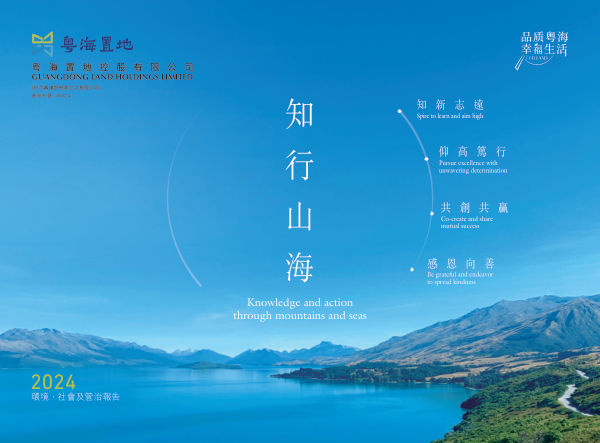 粤海置地
粵海置地控股有限公司
GUANGDONG LAND HOLDINGS LIMITED
品质粤海
幸福生活
GDLAND
知行山海
Knowledge and action
through mountains and seas
知新志遠
Spire to learn and aim high
仰高篤行
Pursue excellence with
unwavering determination
共創共贏
Co-create and share
mutual success
感恩向善
Be grateful and endeavor
to spread kindness
2024
環境·社會及管治報告